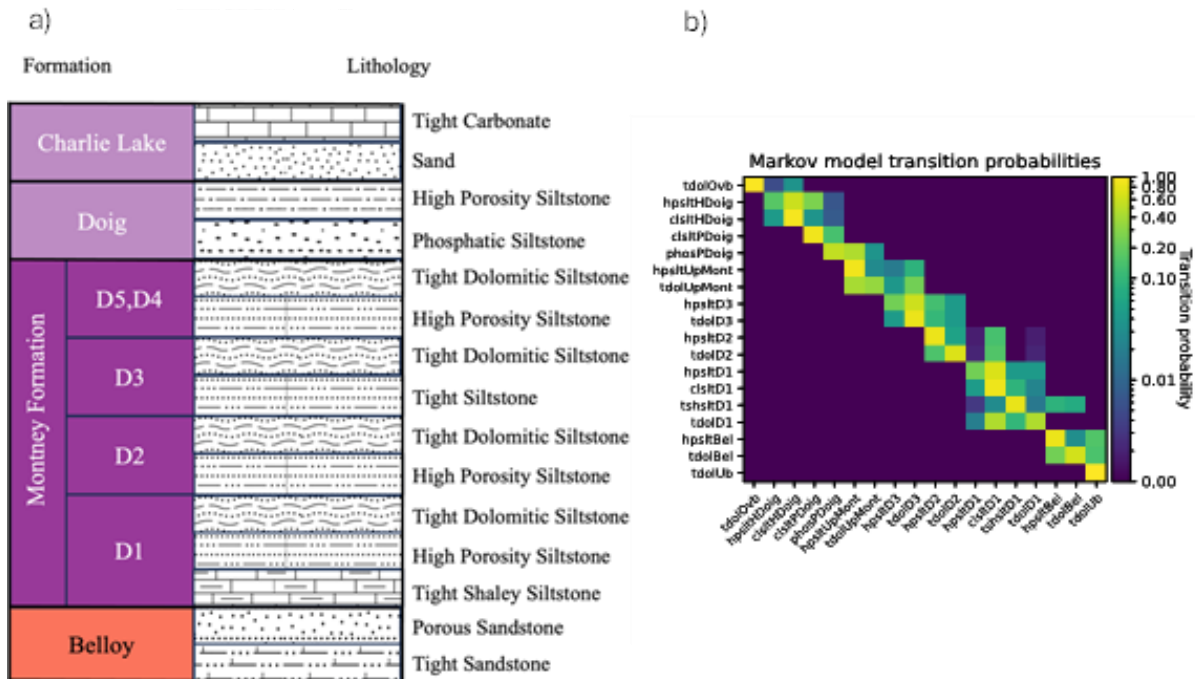 a)
Formation Lithology
Charlie Lake
Doig
Montney Formation
D5,D4
D3
D2
D1
Belloy
Tight Carbonate
Sand
High Porosity Siltstone
Phosphatic Siltstone
Tight Dolomitic Siltstone
High Porosity Siltstone
Tight Dolomitic Siltstone
Tight Siltstone
Tight Dolomitic Siltstone
High Porosity Siltstone
Tight Dolomitic Siltstone
High Porosity Siltstone
Tight Shaley Siltstone
Porous Sandstone
Tight Sandstone
b)
Markov model transition probabilities
tdolOvb
hpsltHDoig
clsltHDoig
clsltPDoig
phosPDoig
hpsltUpMont
tdolUpMont
hpsltD3
tdolD3
hpsltD2
tdolD2
hpsltD1
clsltD1
tshsltD1
tdolD1
hpsltBel
tdolBel
tdolUb
tdolOvb
hpsltHDoig
clsltHDoig
clsltPDoig
phosPDoig
hpsltUpMont
tdolUpMont
hpsltD3
tdolD3
hpsltD2
tdolD2
hpsltD1
clsltD1
tshsltD1
tdolD1
hpsltBel
tdolBel
tdolUb
1.00
0.80
0.60
0.40
0.20
0.10
0.01
0.00
Transition probability